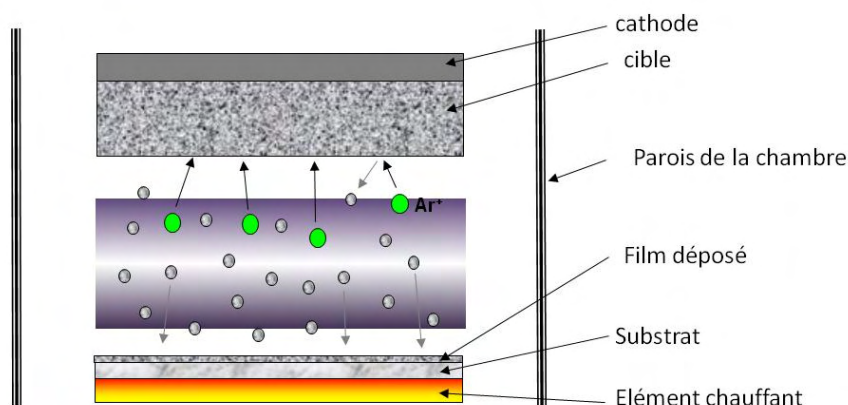 cathode
cible
Parois de la chambre
Ar⁺
Film déposé
Substrat
Elément chauffant